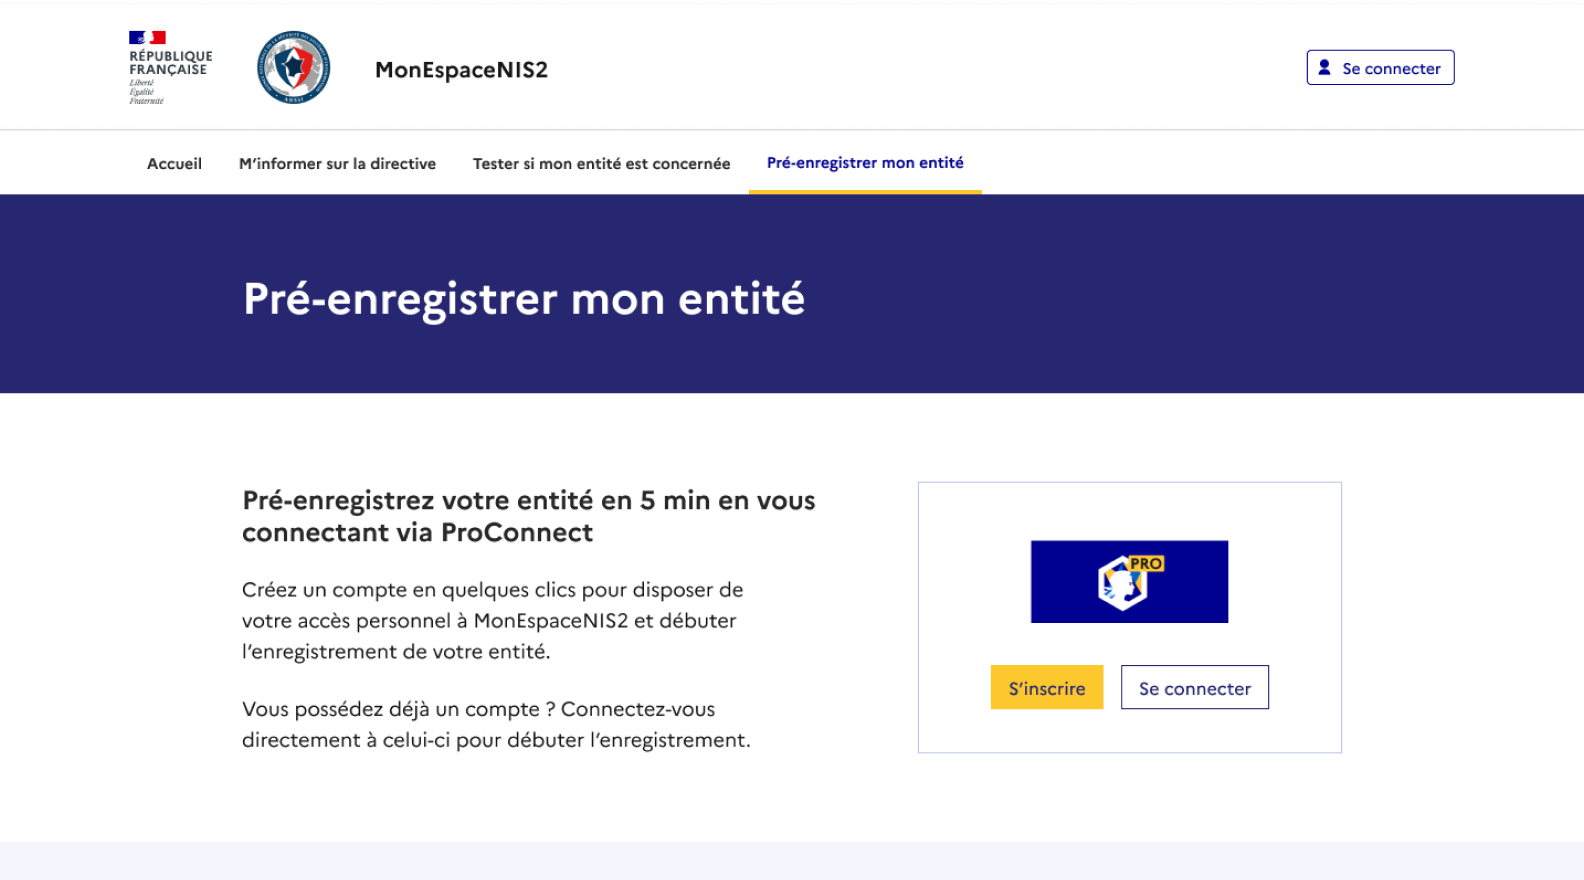 RÉPUBLIQUE
FRANÇAISE
Liberté
Égalité
Fraternité
ANSSI
MonEspaceNIS2
Se connecter
Accueil
M'informer sur la directive
Tester si mon entité est concernée
Pré-enregistrer mon entité
Pré-enregistrer mon entité
Pré-enregistrez votre entité en 5 min en vous
connectant via ProConnect
Créez un compte en quelques clics pour disposer de
votre accès personnel à MonEspaceNIS2 et débuter
l'enregistrement de votre entité.
Vous possédez déjà un compte ? Connectez-vous
directement à celui-ci pour débuter l'enregistrement.
PRO
S'inscrire
Se connecter